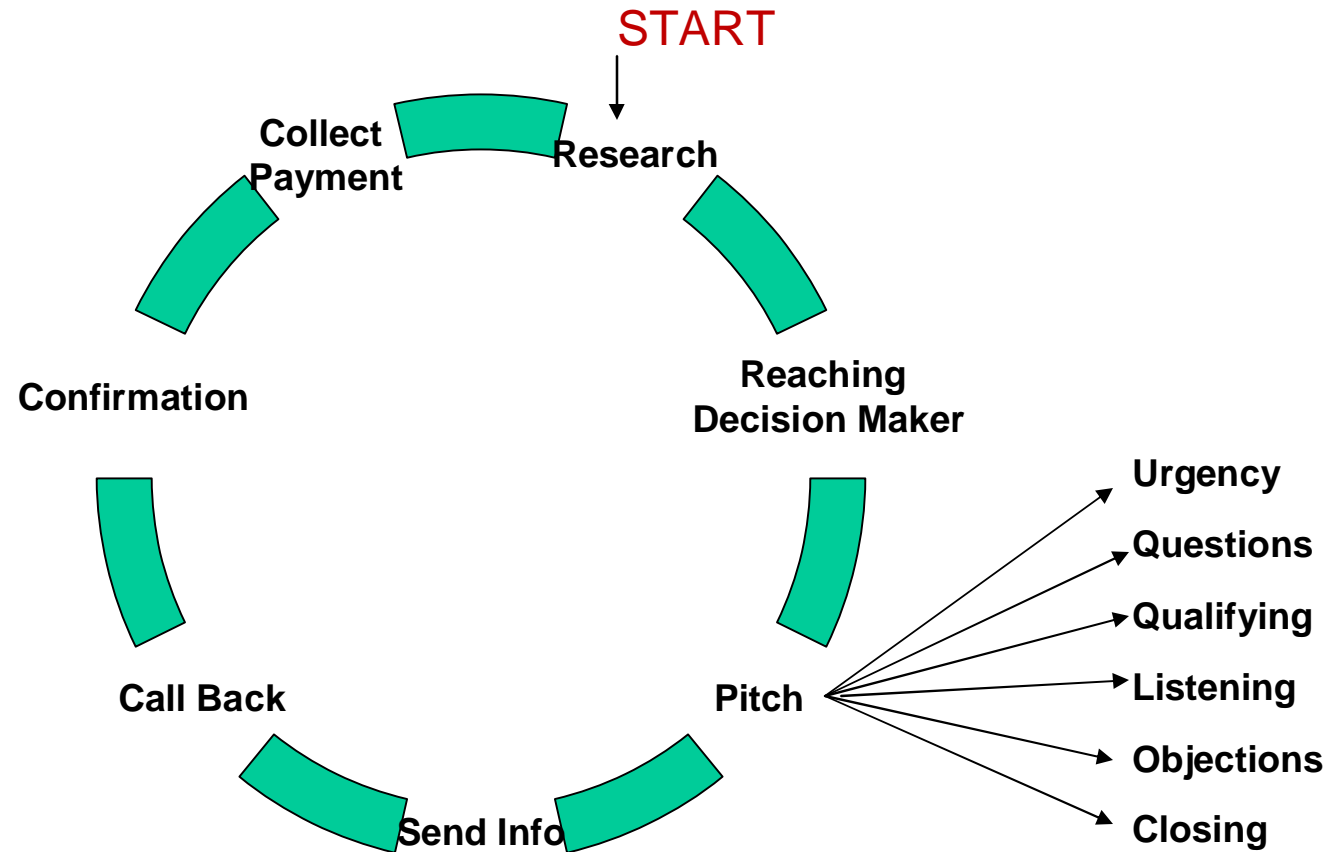 START
Research
Reaching
Decision Maker
Pitch
Urgency
Questions
Qualifying
Listening
Objections
Closing
Send Info
Call Back
Confirmation
Collect
Payment